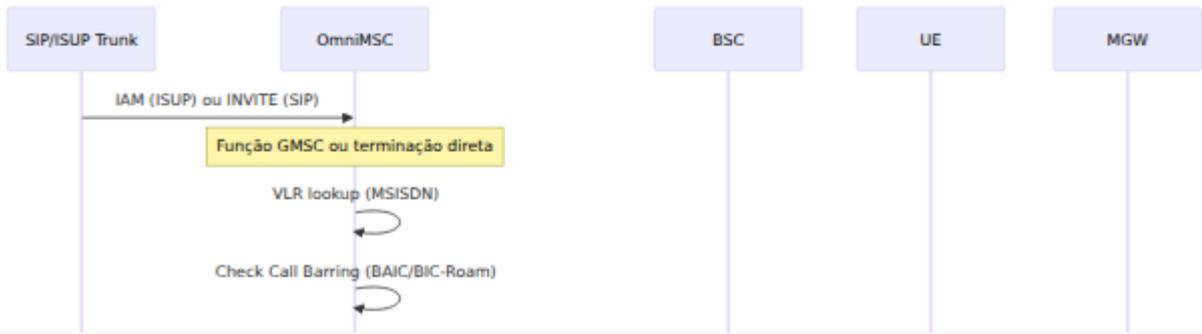 SIP/ISUP Trunk
OmniMSC
BSC
UE
MGW
IAM (ISUP) ou INVITE (SIP)
Função GMSC ou terminação direta
VLR lookup (MSISDN)
Check Call Barring (BAIC/BIC-Roam)